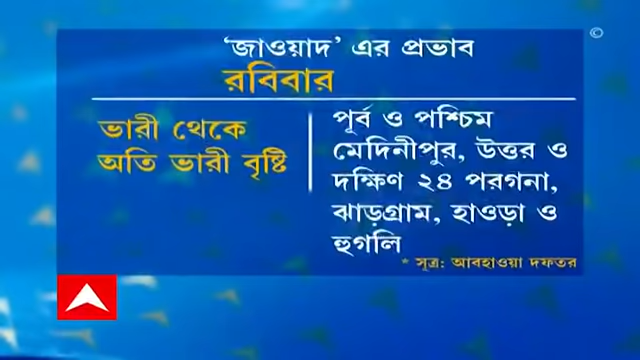 ©
‘জাওয়াদ’ এর প্রভাব
রবিবার
ভারী থেকে
অতি ভারী বৃষ্টি
পূর্ব ও পশ্চিম
মেদিনীপুর, উত্তর ও
দক্ষিণ ২৪ পরগনা,
ঝাড়গ্রাম, হাওড়া ও
হুগলি
* সূত্র: আবহাওয়া দফতর